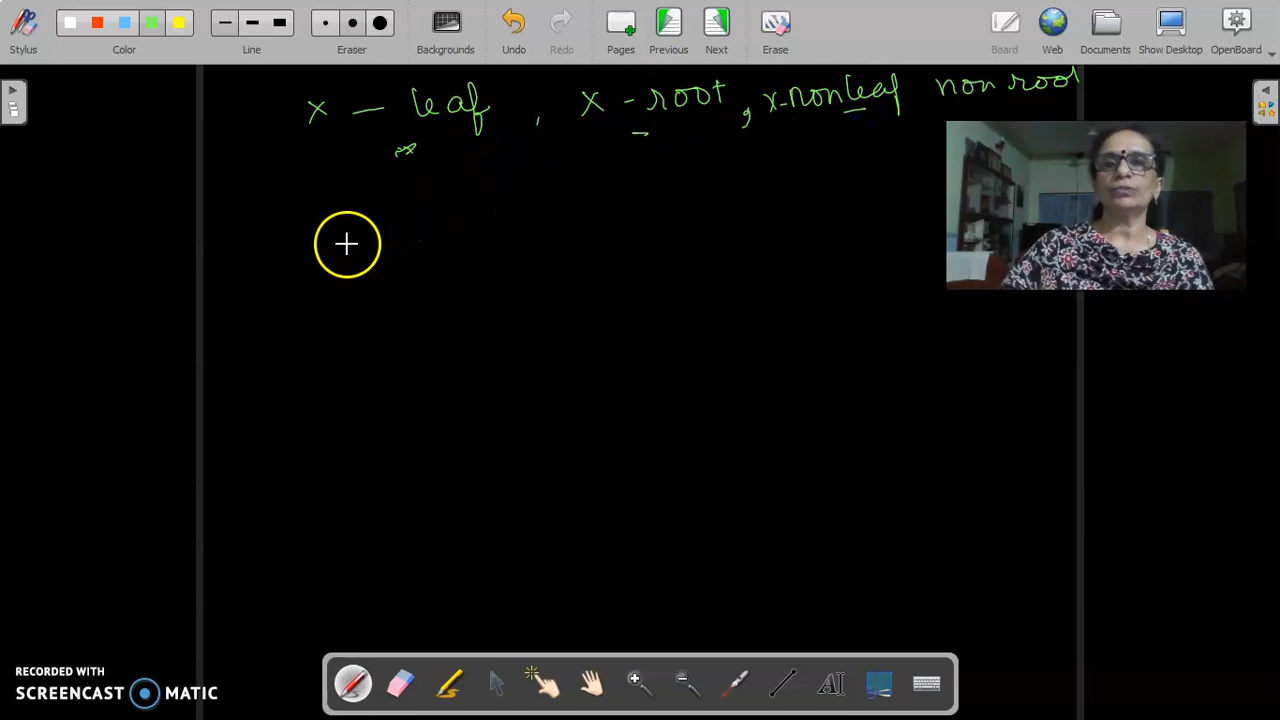 Stylus Color Line Eraser Backgrounds Undo Redo Pages Previous Next Erase Board Web Documents Show Desktop OpenBoard
x - leaf , x - root , x-nonleaf non root
AI
RECORDED WITH
SCREENCAST MATIC